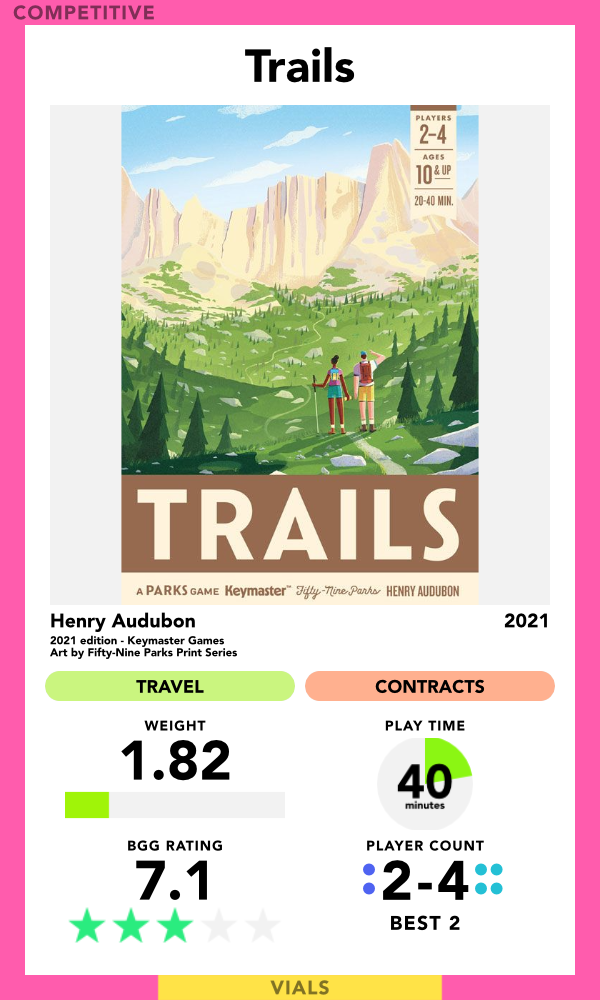 COMPETITIVE
Trails
PLAYERS
2-4
AGES
10 & UP
20-40 MIN.
TRAILS
A PARKS GAME Keymaster™ Fifty-Nine Parks HENRY AUDUBON
Henry Audubon 2021
2021 edition - Keymaster Games
Art by Fifty-Nine Parks Print Series
TRAVEL CONTRACTS
WEIGHT PLAY TIME
1.82 40
minutes
BGG RATING PLAYER COUNT
7.1 2-4
BEST 2
VIALS